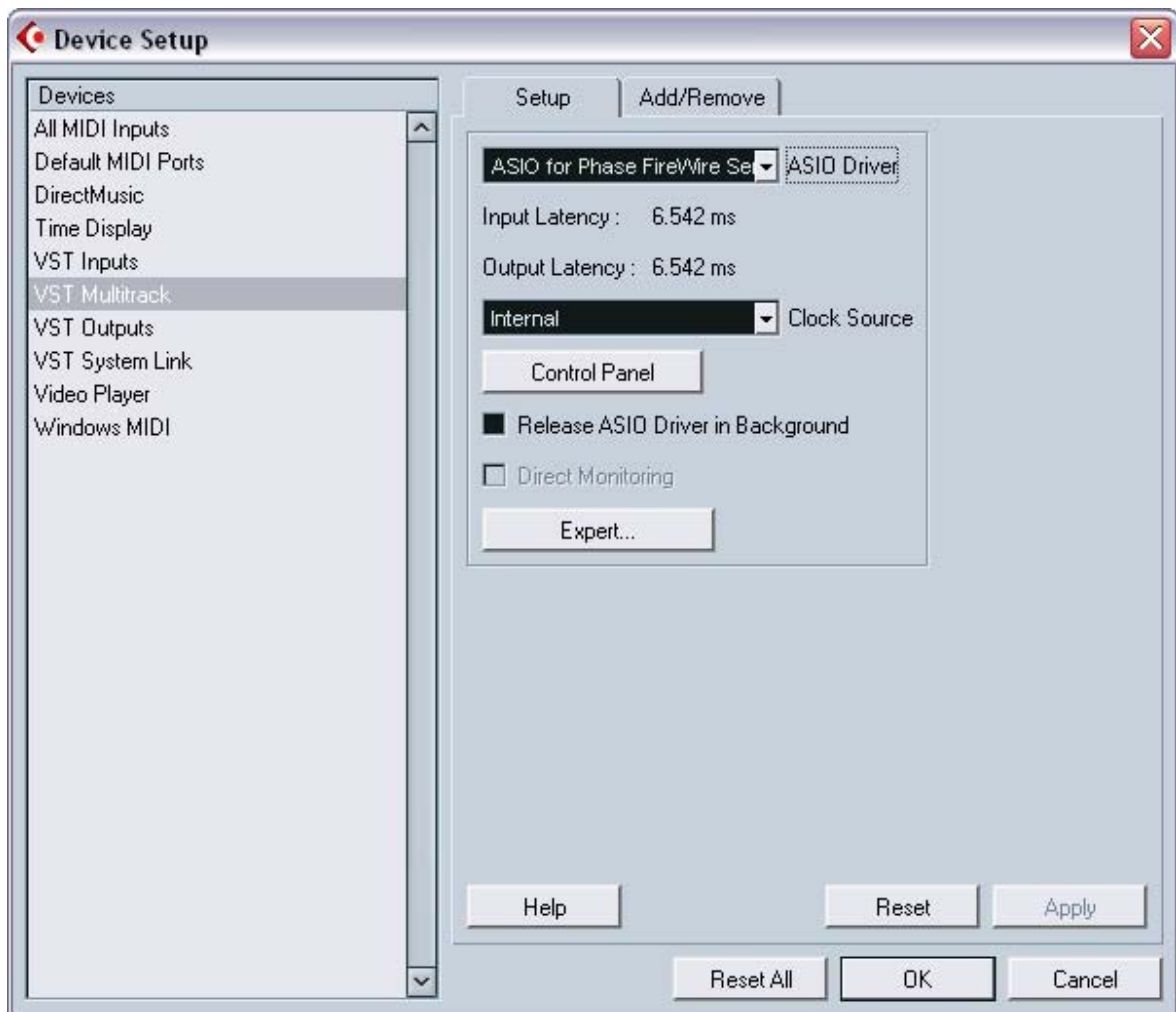 Device Setup
Devices
All MIDI Inputs
Default MIDI Ports
DirectMusic
Time Display
VST Inputs
VST Multitrack
VST Outputs
VST System Link
Video Player
Windows MIDI
Setup
Add/Remove
ASIO for Phase FireWire Ser ASIO Driver
Input Latency : 6.542 ms
Output Latency : 6.542 ms
Internal Clock Source
Control Panel
Release ASIO Driver in Background
Direct Monitoring
Expert...
Help
Reset
Apply
Reset All
OK
Cancel